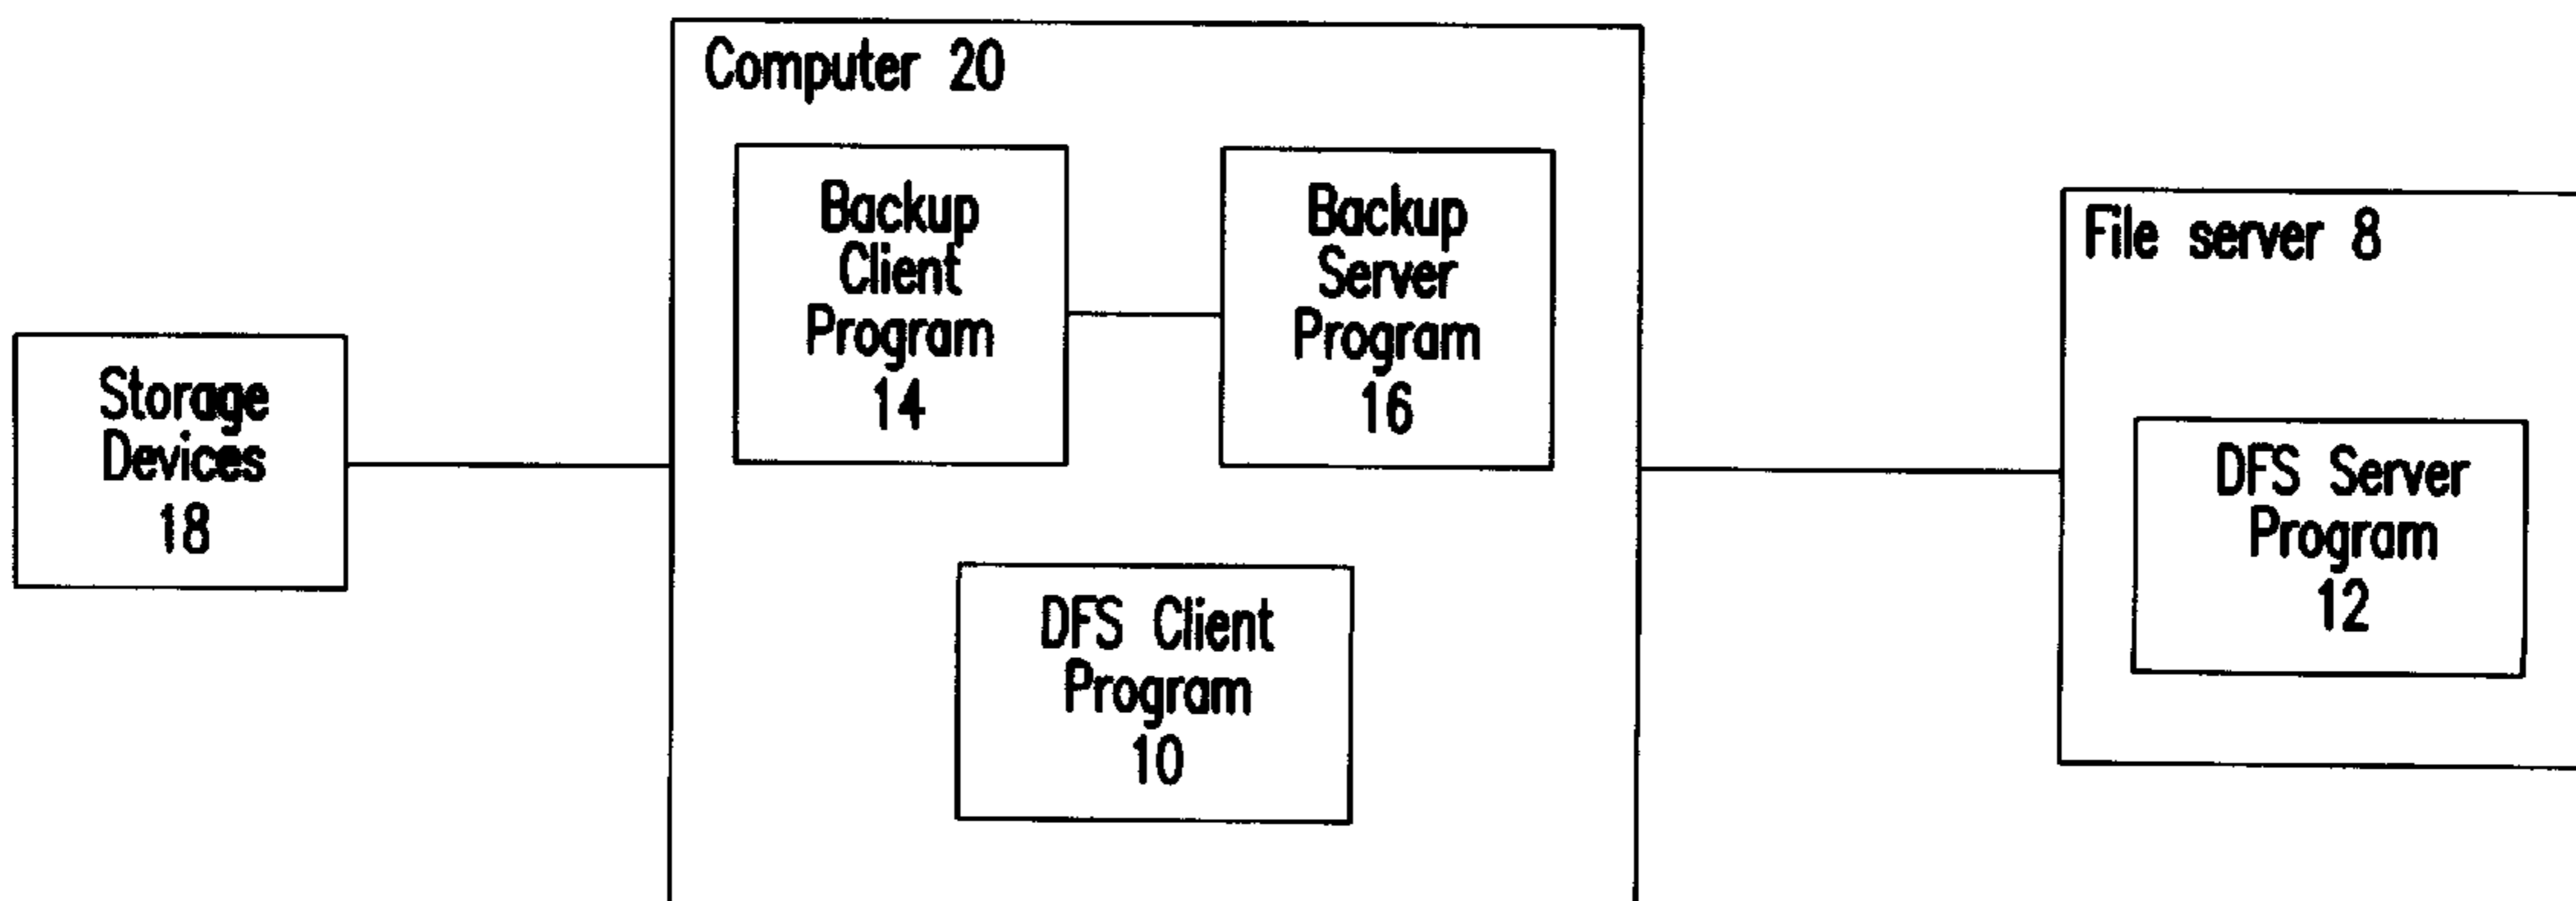 Computer 20
Backup
Client
Program
14
Backup
Server
Program
16
File server 8
Storage
Devices
18
DFS Server
Program
12
DFS Client
Program
10